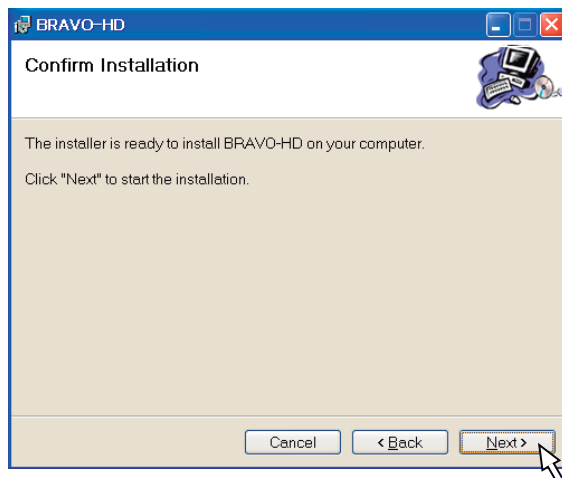 BRAVO-HD
Confirm Installation
The installer is ready to install BRAVO-HD on your computer.
Click "Next" to start the installation.
Cancel
< Back
Next >